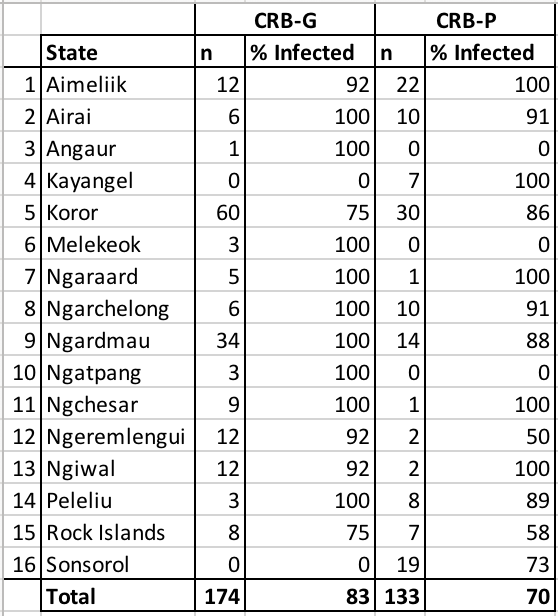 CRB-G CRB-P
State n % Infected n % Infected
1 Aimeliik 12 92 22 100
2 Airai 6 100 10 91
3 Angaur 1 100 0 0
4 Kayangel 0 0 7 100
5 Koror 60 75 30 86
6 Melekeok 3 100 0 0
7 Ngaraard 5 100 1 100
8 Ngarchelong 6 100 10 91
9 Ngardmau 34 100 14 88
10 Ngatpang 3 100 0 0
11 Ngchesar 9 100 1 100
12 Ngeremlengui 12 92 2 50
13 Ngiwal 12 92 2 100
14 Peleliu 3 100 8 89
15 Rock Islands 8 75 7 58
16 Sonsorol 0 0 19 73
Total 174 83 133 70